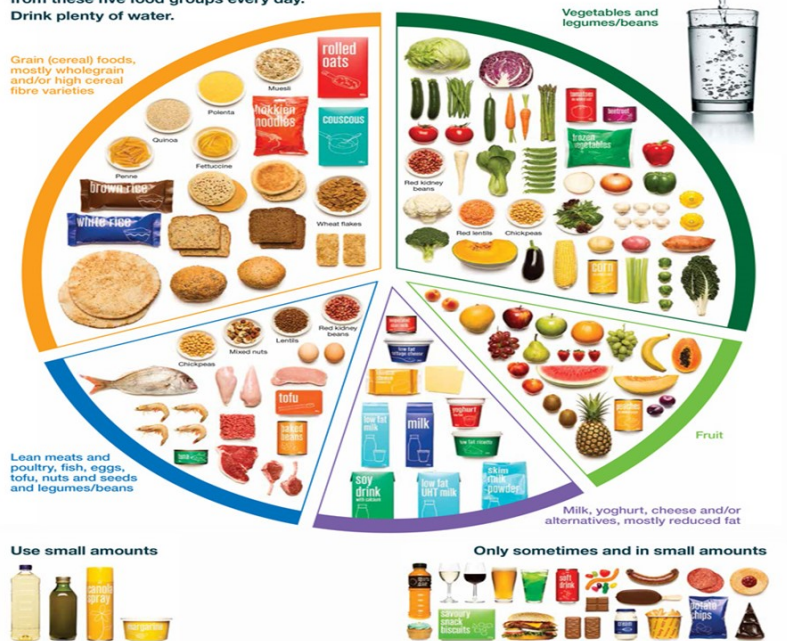 from these five food groups every day.
Drink plenty of water.
Vegetables and
legumes/beans
Grain (cereal) foods,
mostly wholegrain
and/or high cereal
fibre varieties
Muesli
rolled
oats
Polenta
Quinoa
hokkien
noodles
couscous
Fettuccine
Penne
brown rice
white rice
Wheat flakes
tomatoes
beetroot
frozen
vegetables
Red kidney
beans
Red lentils
Chickpeas
corn
Red kidney
beans
Lentils
Mixed nuts
Chickpeas
tofu
baked
beans
tuna
Lean meats and
poultry, fish, eggs,
tofu, nuts and seeds
and legumes/beans
low fat
cottage cheese
yoghurt
low fat
milk
milk
low fat ricotta
soy
drink
with calcium
low fat
UHT milk
skim
milk
powder
peaches
Fruit
Milk, yoghurt, cheese and/or
alternatives, mostly reduced fat
Use small amounts
canola
spray
margarine
Only sometimes and in small amounts
soft
drink
savoury
snack
biscuits
potato
chips